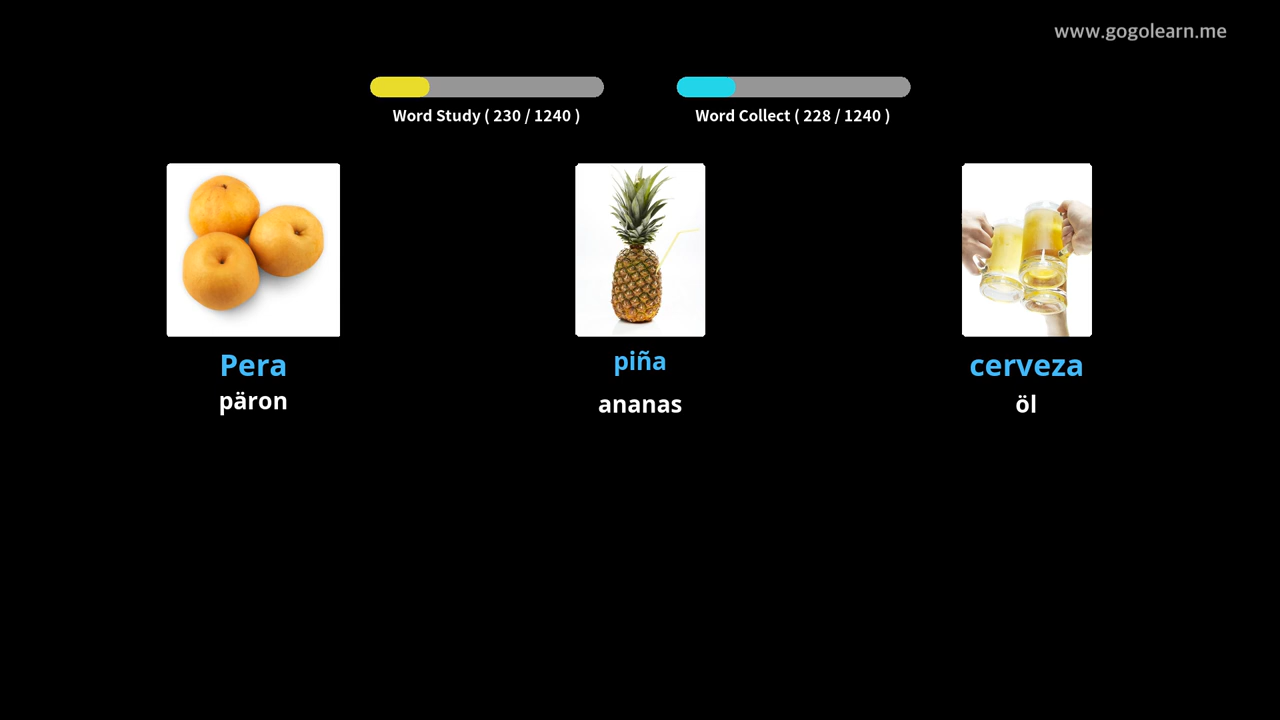 www.gogolearn.me
Word Study ( 230 / 1240 )
Word Collect ( 228 / 1240 )
Pera
päron
piña
ananas
cerveza
öl